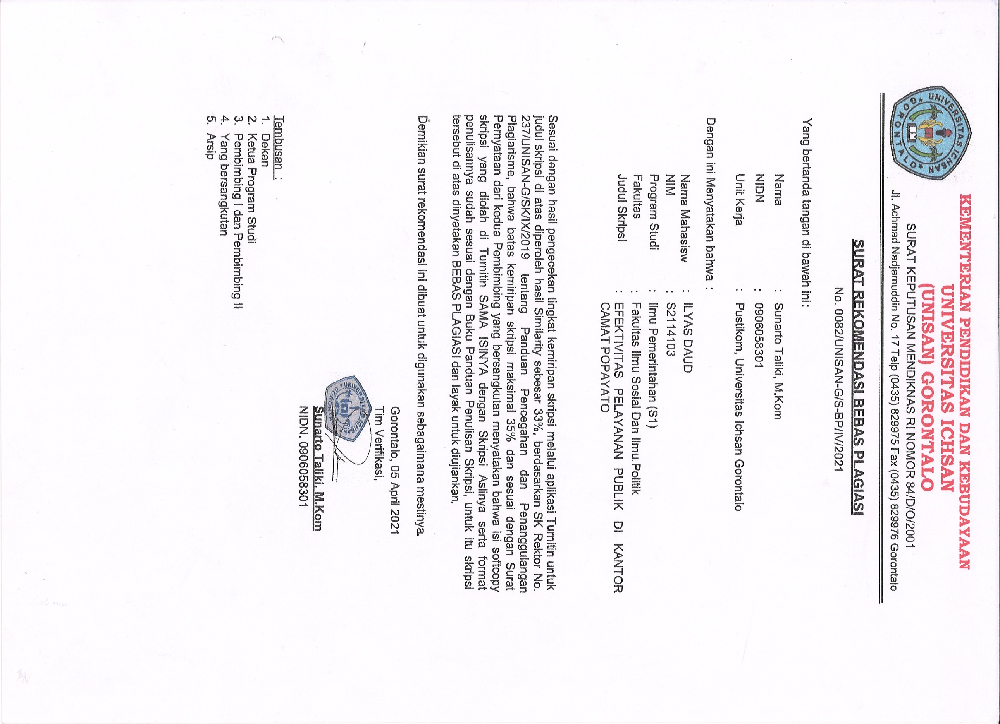 KEMENTERIAN PENDIDIKAN DAN KEBUDAYAAN
UNIVERSITAS ICHSAN
(UNISAN) GORONTALO
SURAT KEPUTUSAN MENDIKNAS RI NOMOR 84/D/O/2001
Jl. Achmad Nadjamuddin No. 17 Telp (0435) 829975 Fax (0435) 829976 Gorontalo
UNIVERSITAS ICHSAN
GORONTALO
SURAT REKOMENDASI BEBAS PLAGIASI
No. 0082/UNISAN-G/S-BP/IV/2021
Yang bertanda tangan di bawah ini :
Nama : Sunarto Taliki, M.Kom
NIDN : 0906058301
Unit Kerja : Pustikom, Universitas Ichsan Gorontalo
Dengan ini Menyatakan bahwa :
Nama Mahasisw : ILYAS DAUD
NIM : S2114103
Program Studi : Ilmu Pemerintahan (S1)
Fakultas : Fakultas Ilmu Sosial Dan Ilmu Politik
Judul Skripsi : EFEKTIVITAS PELAYANAN PUBLIK DI KANTOR
CAMAT POPAYATO
Sesuai dengan hasil pengecekan tingkat kemiripan skripsi melalui aplikasi Turnitin untuk
judul skripsi di atas diperoleh hasil Similarity sebesar 33%, berdasarkan SK Rektor No.
237/UNISAN-G/SK/IX/2019 tentang Panduan Pencegahan dan Penanggulangan
Plagiarisme, bahwa batas kemiripan skripsi maksimal 35% dan sesuai dengan Surat
Pernyataan dari kedua Pembimbing yang bersangkutan menyatakan bahwa isi softcopy
skripsi yang diolah di Turnitin SAMA ISINYA dengan Skripsi Aslinya serta format
penulisannya sudah sesuai dengan Buku Panduan Penulisan Skripsi, untuk itu skripsi
tersebut di atas dinyatakan BEBAS PLAGIASI dan layak untuk diujiankan.
Demikian surat rekomendasi ini dibuat untuk digunakan sebagaimana mestinya.
Gorontalo, 05 April 2021
Tim Verifikasi,
UNIVERSITAS ICHSAN
GORONTALO
Sunarto Taliki, M.Kom
NIDN. 0906058301
Tembusan :
1. Dekan
2. Ketua Program Studi
3. Pembimbing I dan Pembimbing II
4. Yang bersangkutan
5. Arsip